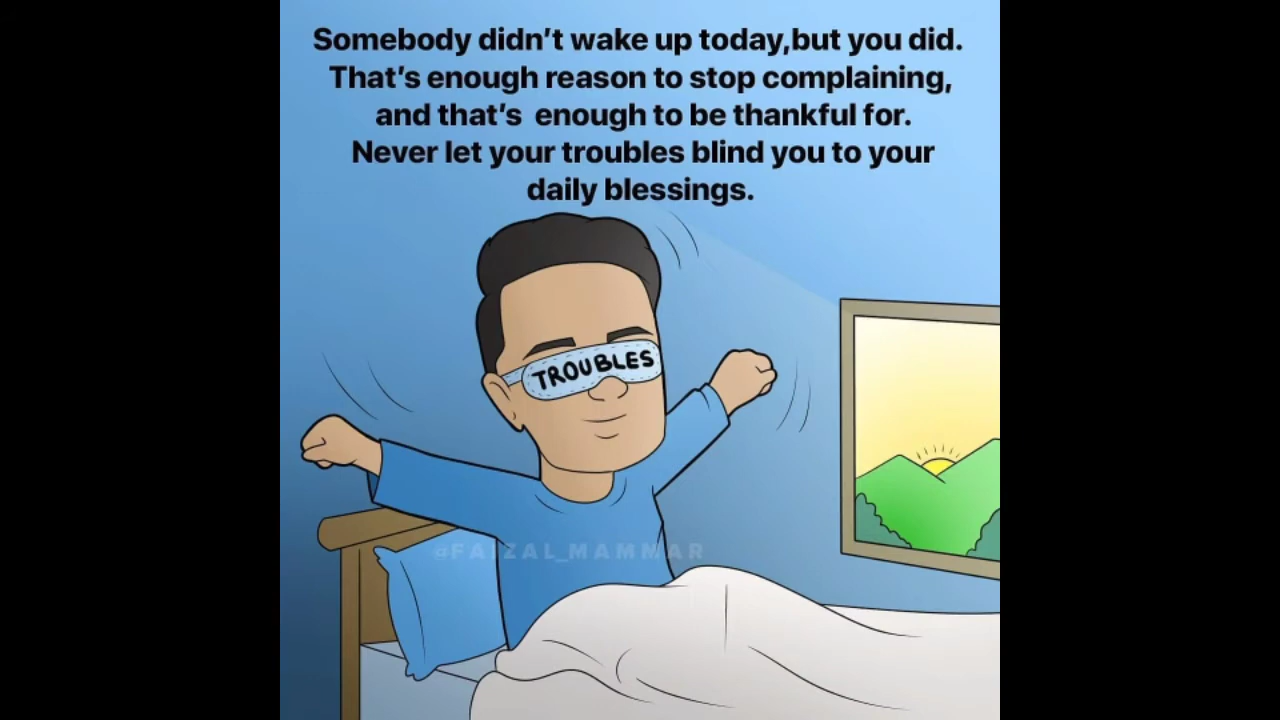 Somebody didn’t wake up today,but you did.
That’s enough reason to stop complaining,
and that’s  enough to be thankful for.
Never let your troubles blind you to your
daily blessings.
TROUBLES
@FAIZAL_MAMMAR